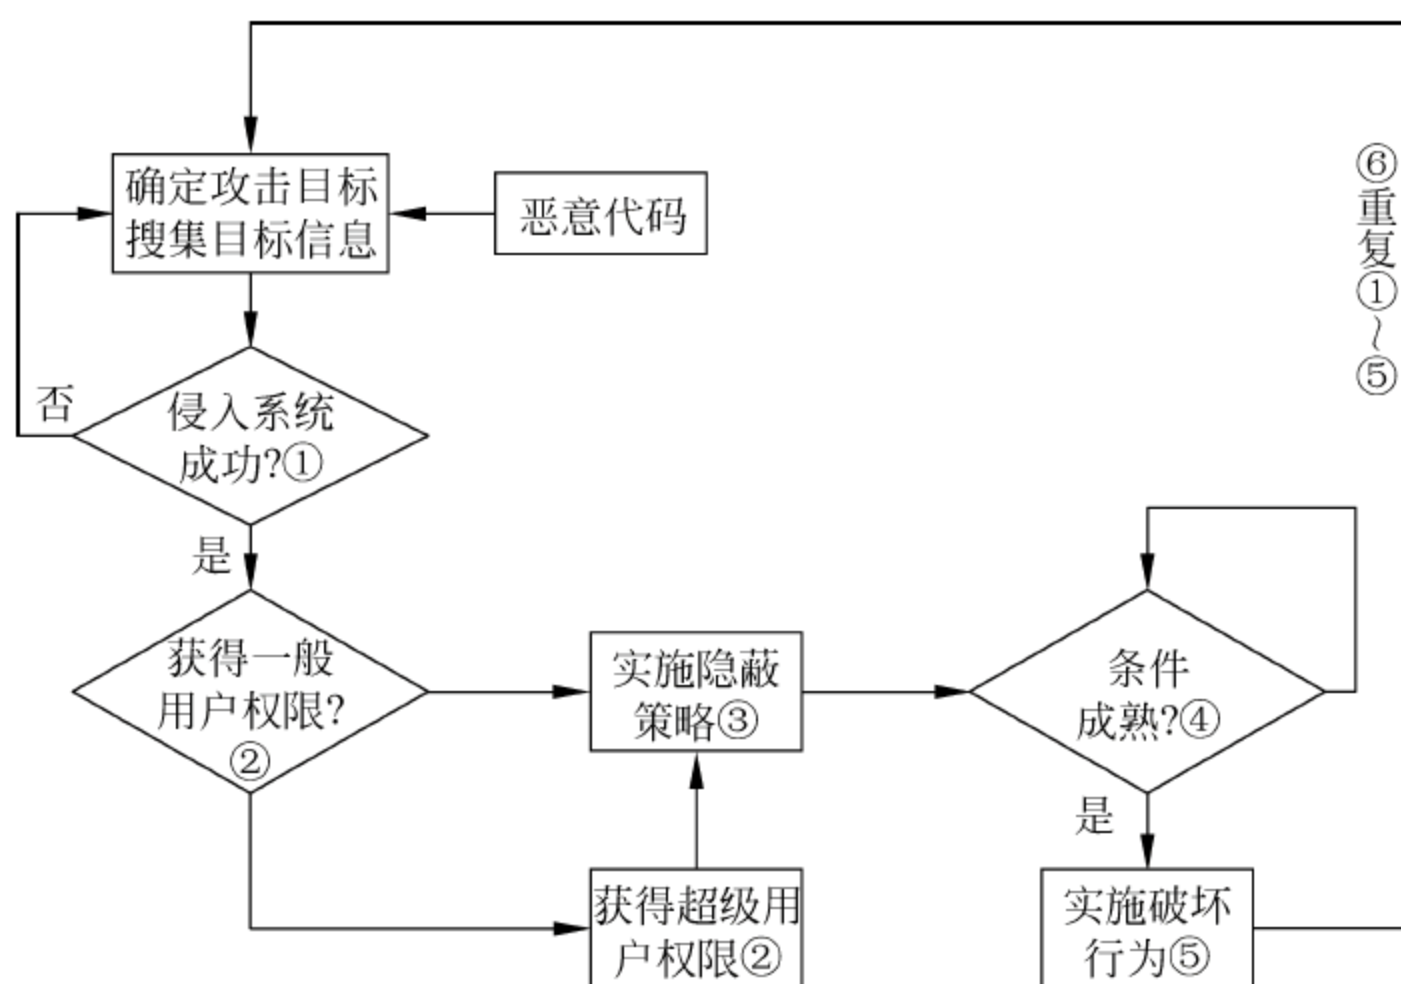 确定攻击目标
搜集目标信息
恶意代码
⑥重复①~⑤
否
侵入系统
成功?①
是
获得一般
用户权限?
②
实施隐蔽
策略③
条件
成熟?④
是
获得超级用
户权限②
实施破坏
行为⑤